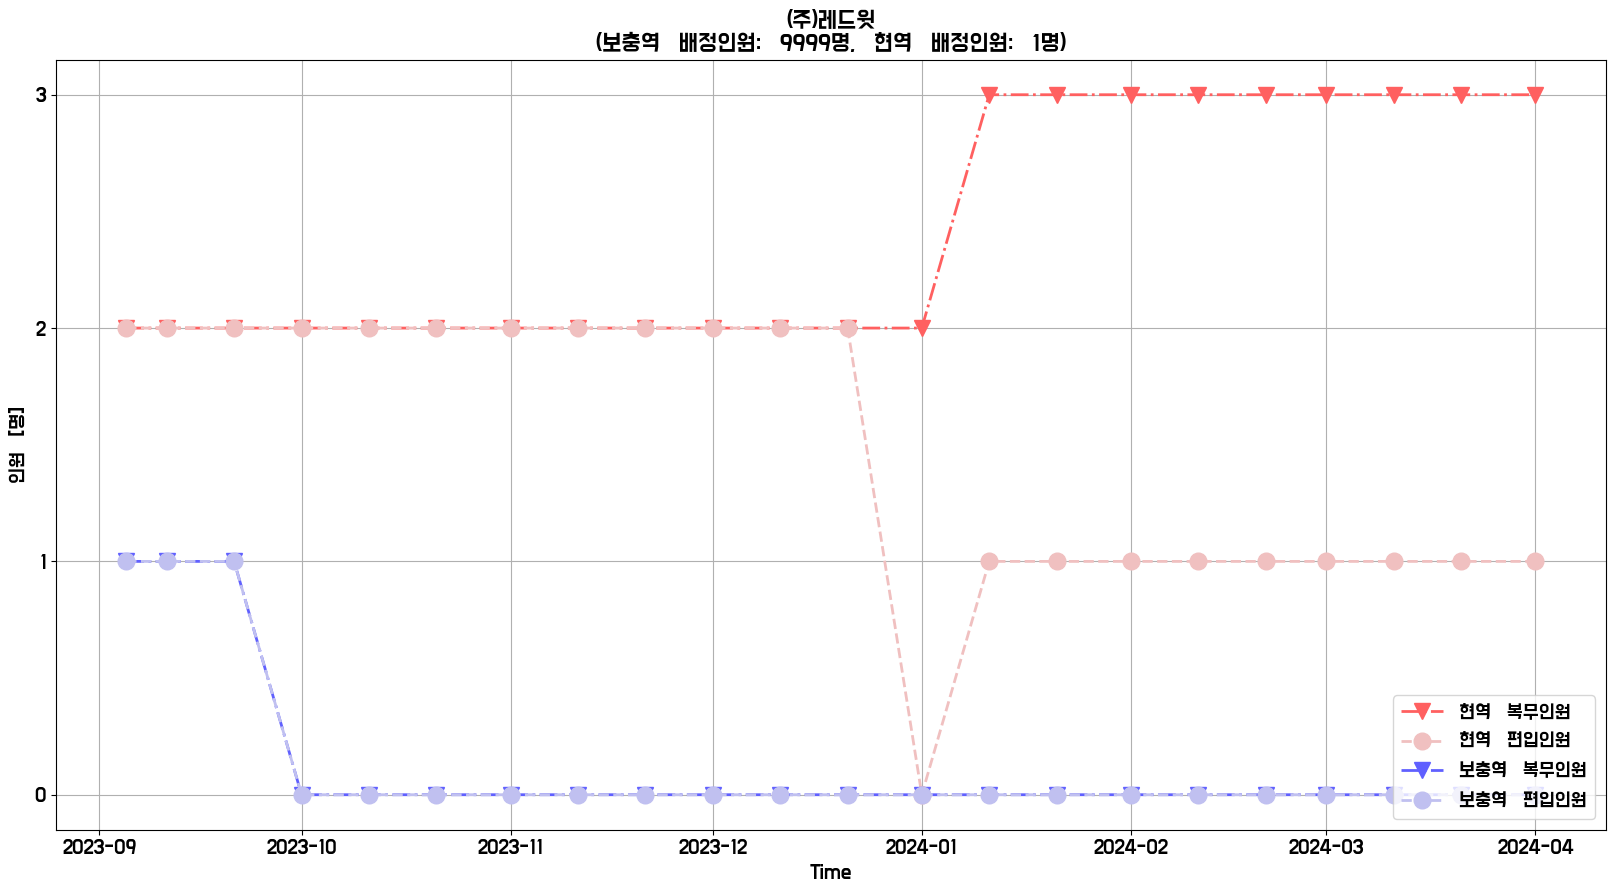 (주)레드윗
(보충역 배정인원: 9999명, 현역 배정인원: 1명)
인원 [명]
3
2
1
0
2023-09 2023-10 2023-11 2023-12 2024-01 2024-02 2024-03 2024-04
Time
현역 복무인원
현역 편입인원
보충역 복무인원
보충역 편입인원